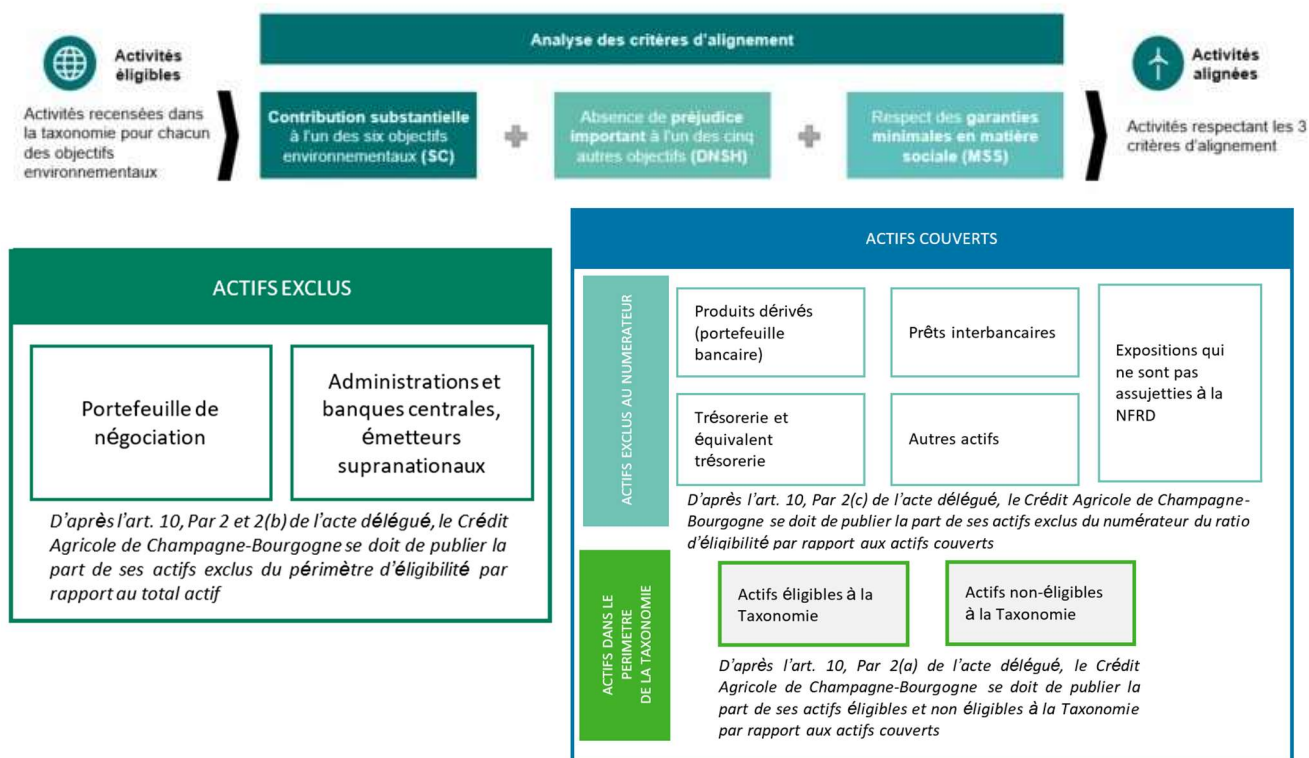 Analyse des critères d'alignement
Activités
éligibles
Activités recensées dans
la taxonomie pour chacun
des objectifs
environnementaux
Contribution substantielle
à l'un des six objectifs
environnementaux (SC)
Absence de préjudice
important à l'un des cinq
autres objectifs (DNSH)
Respect des garanties
minimales en matière
sociale (MSS)
Activités
alignées
Activités respectant les 3
critères d'alignement
ACTIFS EXCLUS
Portefeuille de
négociation
Administrations et
banques centrales,
émetteurs
supranationaux
D'après l'art. 10, Par 2 et 2(b) de l'acte délégué, le Crédit
Agricole de Champagne-Bourgogne se doit de publier la
part de ses actifs exclus du périmètre d'éligibilité par
rapport au total actif
ACTIFS COUVERTS
ACTIFS EXCLUS AU NUMERATEUR
Produits dérivés
(portefeuille
bancaire)
Prêts interbancaires
Expositions qui
ne sont pas
assujetties à la
NFRD
Trésorerie et
équivalent
trésorerie
Autres actifs
D'après l'art. 10, Par 2(c) de l'acte délégué, le Crédit Agricole de Champagne-
Bourgogne se doit de publier la part de ses actifs exclus du numérateur du ratio
d'éligibilité par rapport aux actifs couverts
ACTIFS DANS LE
PERIMETRE
DE LA TAXONOMIE
Actifs éligibles à la
Taxonomie
Actifs non-éligibles
à la Taxonomie
D'après l'art. 10, Par 2(a) de l'acte délégué, le Crédit
Agricole de Champagne-Bourgogne se doit de publier la
part de ses actifs éligibles et non éligibles à la Taxonomie
par rapport aux actifs couverts